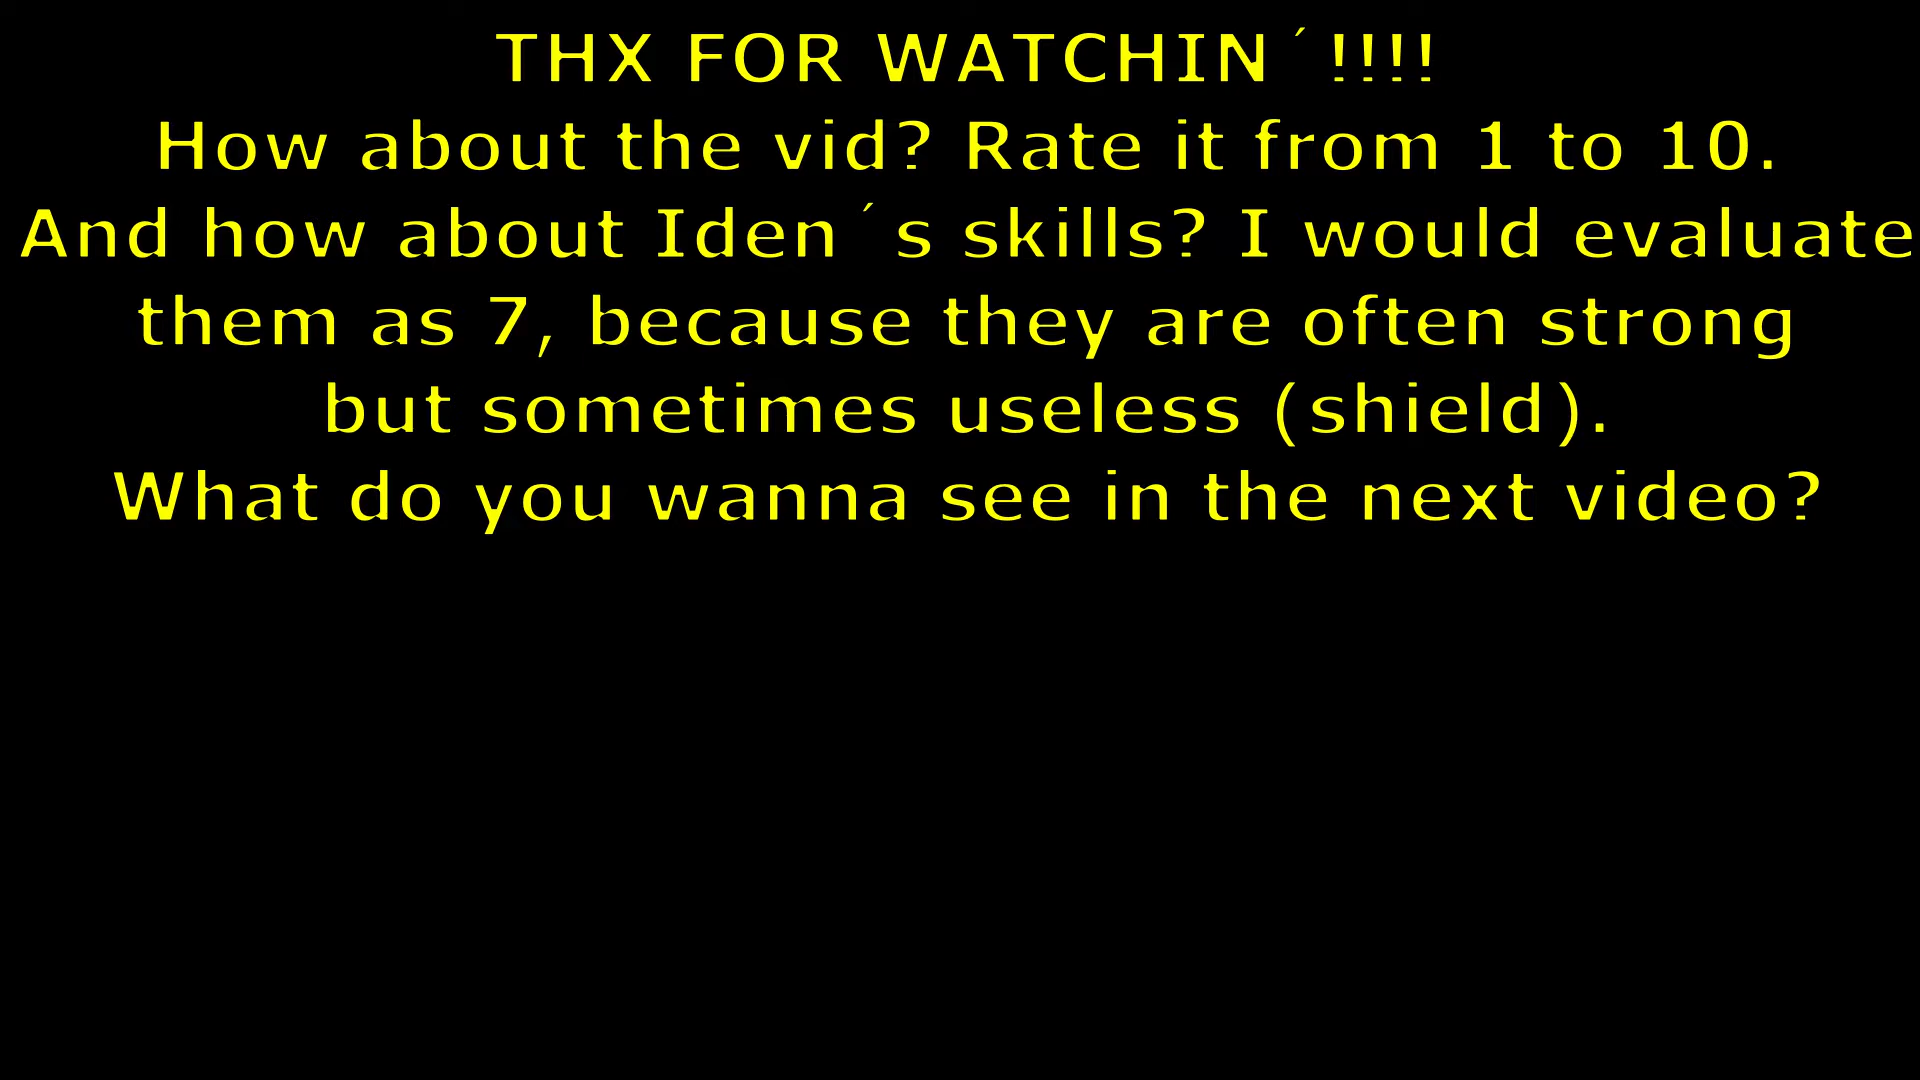 THX FOR WATCHIN´!!!!
How about the vid? Rate it from 1 to 10.
And how about Iden´s skills? I would evaluate
them as 7, because they are often strong
but sometimes useless (shield).
What do you wanna see in the next video?